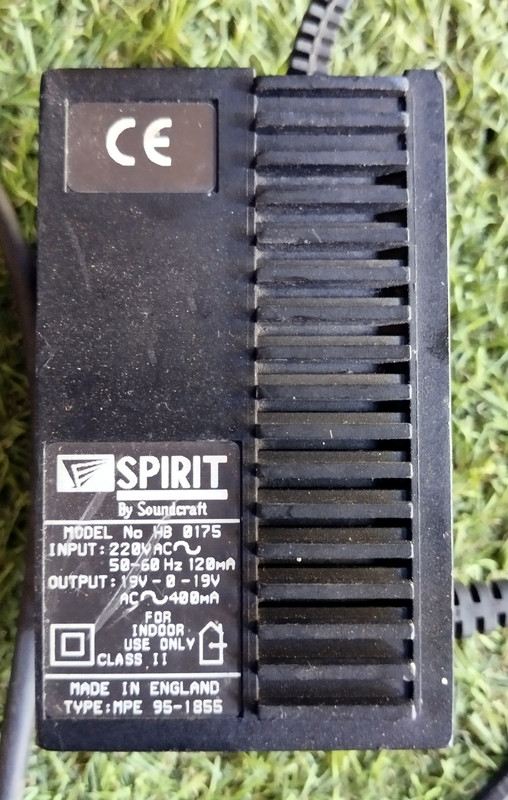 CE
SPIRIT
By Soundcraft
MODEL No WB 0175
INPUT: 220V AC ~
50-60 Hz 120mA
OUTPUT: 19V - 0 - 19V
AC ~ 400mA
FOR
INDOOR
USE ONLY
CLASS II
MADE IN ENGLAND
TYPE: MPE 95-1855